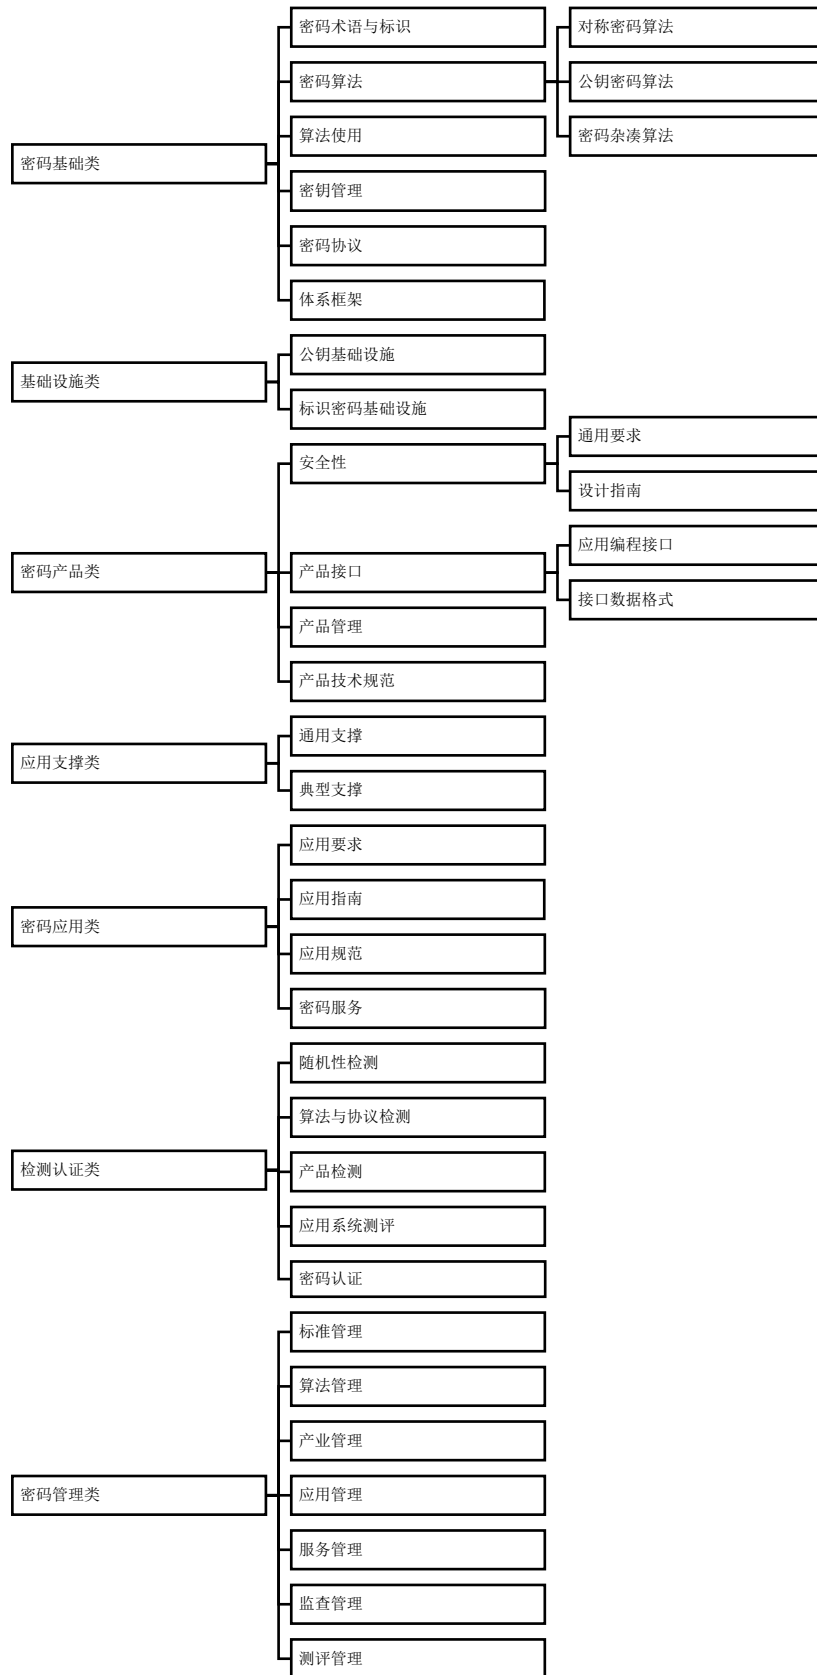 密码基础类
密码术语与标识
密码算法
对称密码算法
公钥密码算法
密码杂凑算法
算法使用
密钥管理
密码协议
体系框架
基础设施类
公钥基础设施
标识密码基础设施
密码产品类
安全性
通用要求
设计指南
产品接口
应用编程接口
接口数据格式
产品管理
产品技术规范
应用支撑类
通用支撑
典型支撑
密码应用类
应用要求
应用指南
应用规范
密码服务
检测认证类
随机性检测
算法与协议检测
产品检测
应用系统测评
密码认证
密码管理类
标准管理
算法管理
产业管理
应用管理
服务管理
监查管理
测评管理